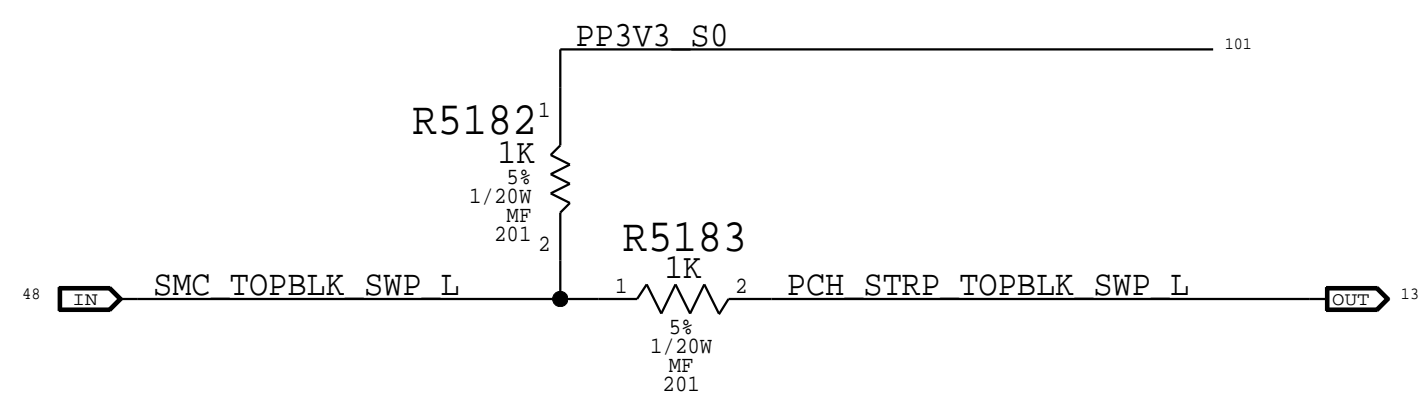 PP3V3_S0
101
R5182
1
1K
5%
1/20W
MF
201
2
R5183
1K
48
IN
SMC_TOPBLK_SWP_L
1
2
PCH_STRP_TOPBLK_SWP_L
OUT
13
5%
1/20W
MF
201